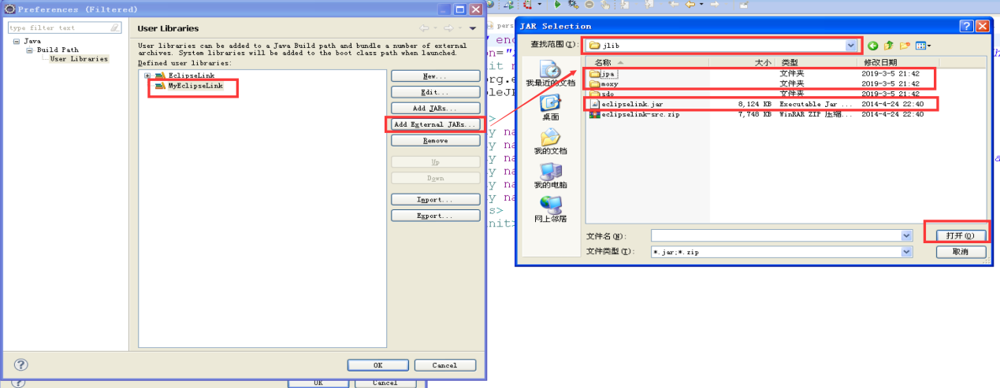 Preferences (Filtered)
type filter text
Java
Build Path
User Libraries
User Libraries
User libraries can be added to a Java Build path and bundle a number of external
archives. System libraries will be added to the boot class path when launched.
Defined user libraries:
EclipseLink
MyEclipseLink
New...
Edit...
Add JARs...
Add External JARs...
Remove
Up
Down
Import...
Export...
OK
Cancel
OK
Cancel
pers
JAR Selection
查找范围(I):
jlib
我最近的文档
桌面
我的文档
我的电脑
网上邻居
名称 大小 类型 修改日期
jpa 文件夹 2019-3-5 21:42
moxy 文件夹 2019-3-5 21:42
sdo 文件夹 2019-3-5 21:42
eclipselink.jar 8,124 KB Executable Jar ... 2014-4-24 22:40
eclipselink-src.zip 7,748 KB WinRAR ZIP 压缩... 2014-4-24 22:40
文件名(N):
打开(O)
文件类型(T):
*.jar;*.zip
取消